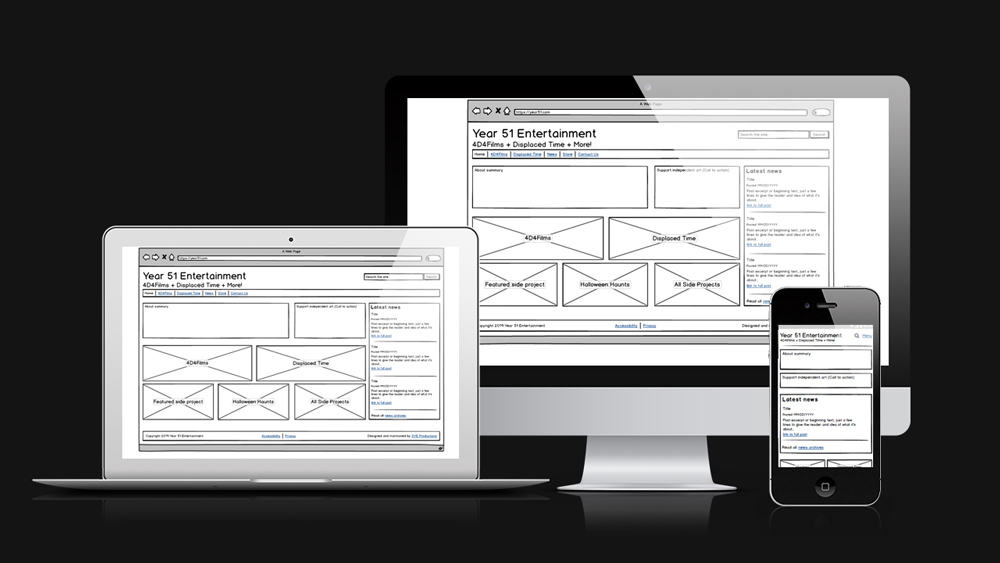 A Web Page
https://year51.com
Year 51 Entertainment
4D4Films + Displaced Time + More!
Search the site
Search
Home 4D4Films Displaced Time News Store Contact Us
About summary
Support independent art (Call to action)
Latest news
Title
Posted MM/DD/YYYY
Post excerpt or beginning text, just a few
lines to give the reader and idea of what it's
about.
link to full post
Title
Posted MM/DD/YYYY
Post excerpt or beginning text, just a few
lines to give the reader and idea of what it's
about.
link to full post
Title
Posted MM/DD/YYYY
Post excerpt or beginning text, just a few
lines to give the reader and idea of what it's
about.
link to full post
Read all
4D4Films
Displaced Time
Featured side project
Halloween Haunts
All Side Projects
Copyright 2019 Year 51 Entertainment
Accessibility Privacy
Designed and
A Web Page
https://year51.com
Year 51 Entertainment
4D4Films + Displaced Time + More!
Search the site
Search
Home 4D4Films Displaced Time News Store Contact Us
About summary
Support independent art (Call to action)
Latest news
Title
Posted MM/DD/YYYY
Post excerpt or beginning text, just a few
lines to give the reader and idea of what it's
about.
link to full post
Title
Posted MM/DD/YYYY
Post excerpt or beginning text, just a few
lines to give the reader and idea of what it's
about.
link to full post
Title
Posted MM/DD/YYYY
Post excerpt or beginning text, just a few
lines to give the reader and idea of what it's
about.
link to full post
Read all news archives
4D4Films
Displaced Time
Featured side project
Halloween Haunts
All Side Projects
Copyright 2019 Year 51 Entertainment
Accessibility Privacy
Designed and maintained by
Year 51 Entertainment
Menu
4D4Films + Displaced Time + More!
About summary
Support independent art (Call to action)
Latest news
Title
Posted MM/DD/YYYY
Post excerpt or beginning text, just a few
lines to give the reader and idea of what it's
about.
link to full post
Read all news archives